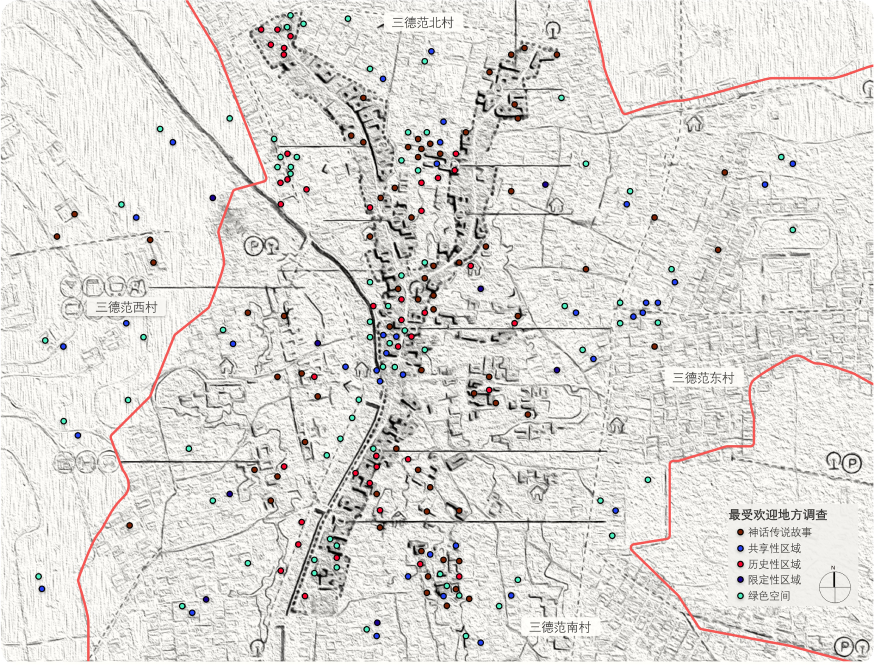 三德范北村
三德范西村
三德范东村
最受欢迎地方调查
神话传说故事
共享性区域
历史性区域
限定性区域
绿色空间
N
三德范南村
P
P
P